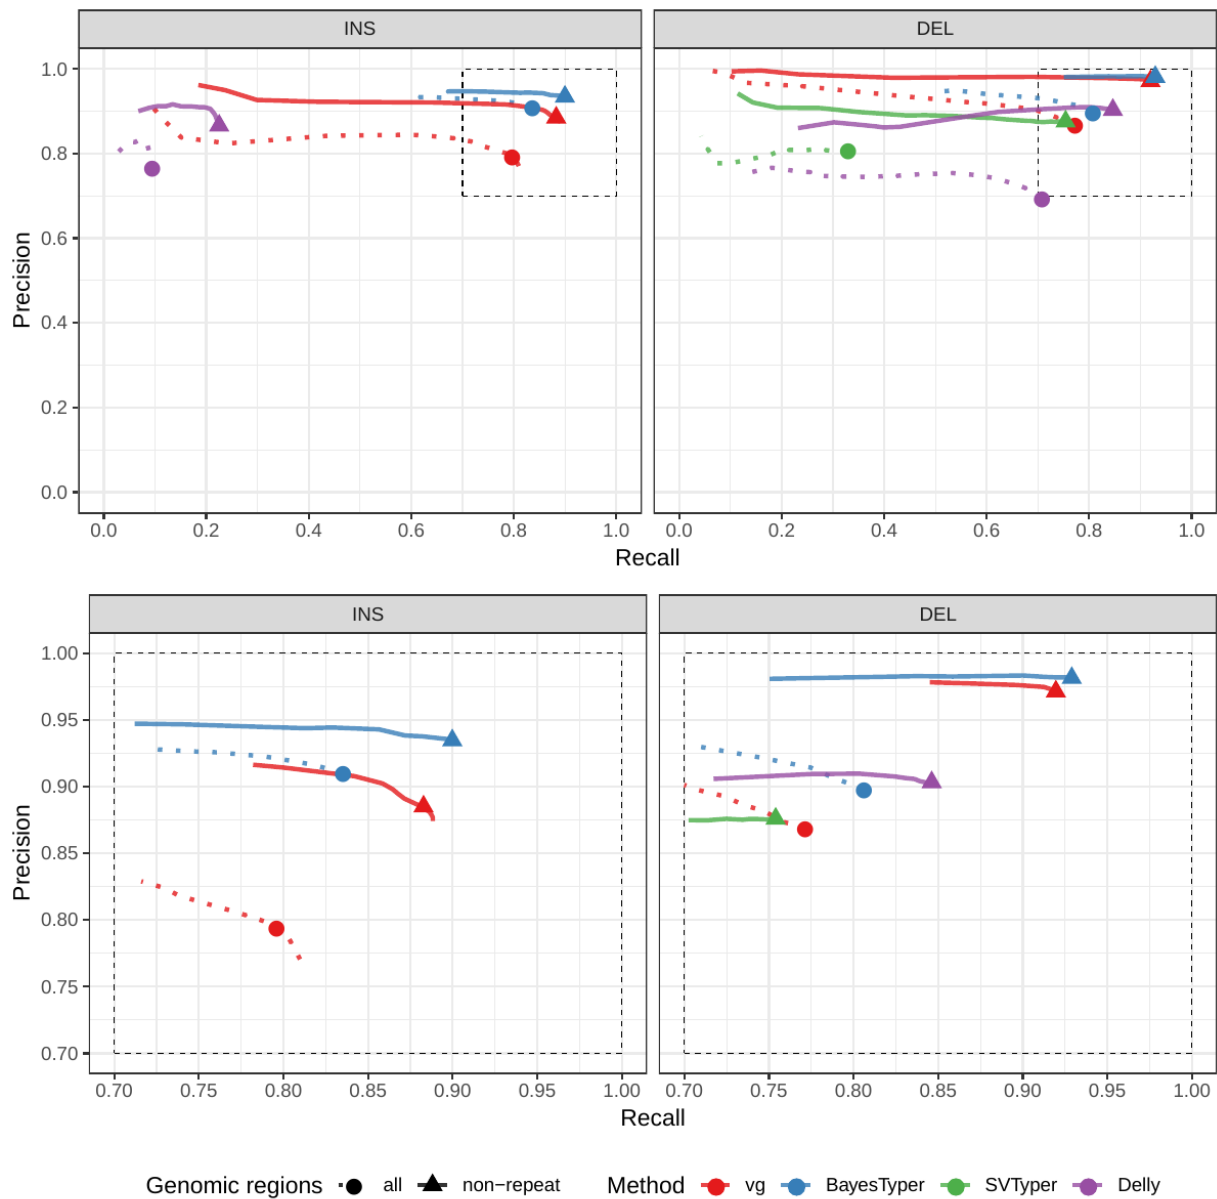 INS DEL
1.0
0.8
0.6
0.4
0.2
0.0
Precision
0.0 0.2 0.4 0.6 0.8 1.0 0.0 0.2 0.4 0.6 0.8 1.0
Recall
INS DEL
1.00
0.95
0.90
0.85
0.80
0.75
0.70
Precision
0.70 0.75 0.80 0.85 0.90 0.95 1.00 0.70 0.75 0.80 0.85 0.90 0.95 1.00
Recall
Genomic regions all non−repeat Method vg BayesTyper SVTyper Delly